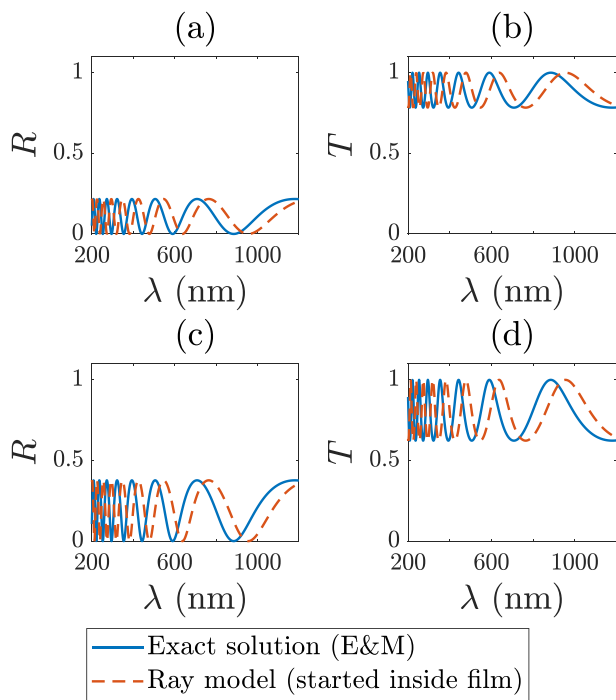 (a)
(b)
1
0.5
0
R
200 600 1000
λ (nm)
1
0.5
0
T
200 600 1000
λ (nm)
(c)
(d)
1
0.5
0
R
200 600 1000
λ (nm)
1
0.5
0
T
200 600 1000
λ (nm)
Exact solution (E&M)
Ray model (started inside film)